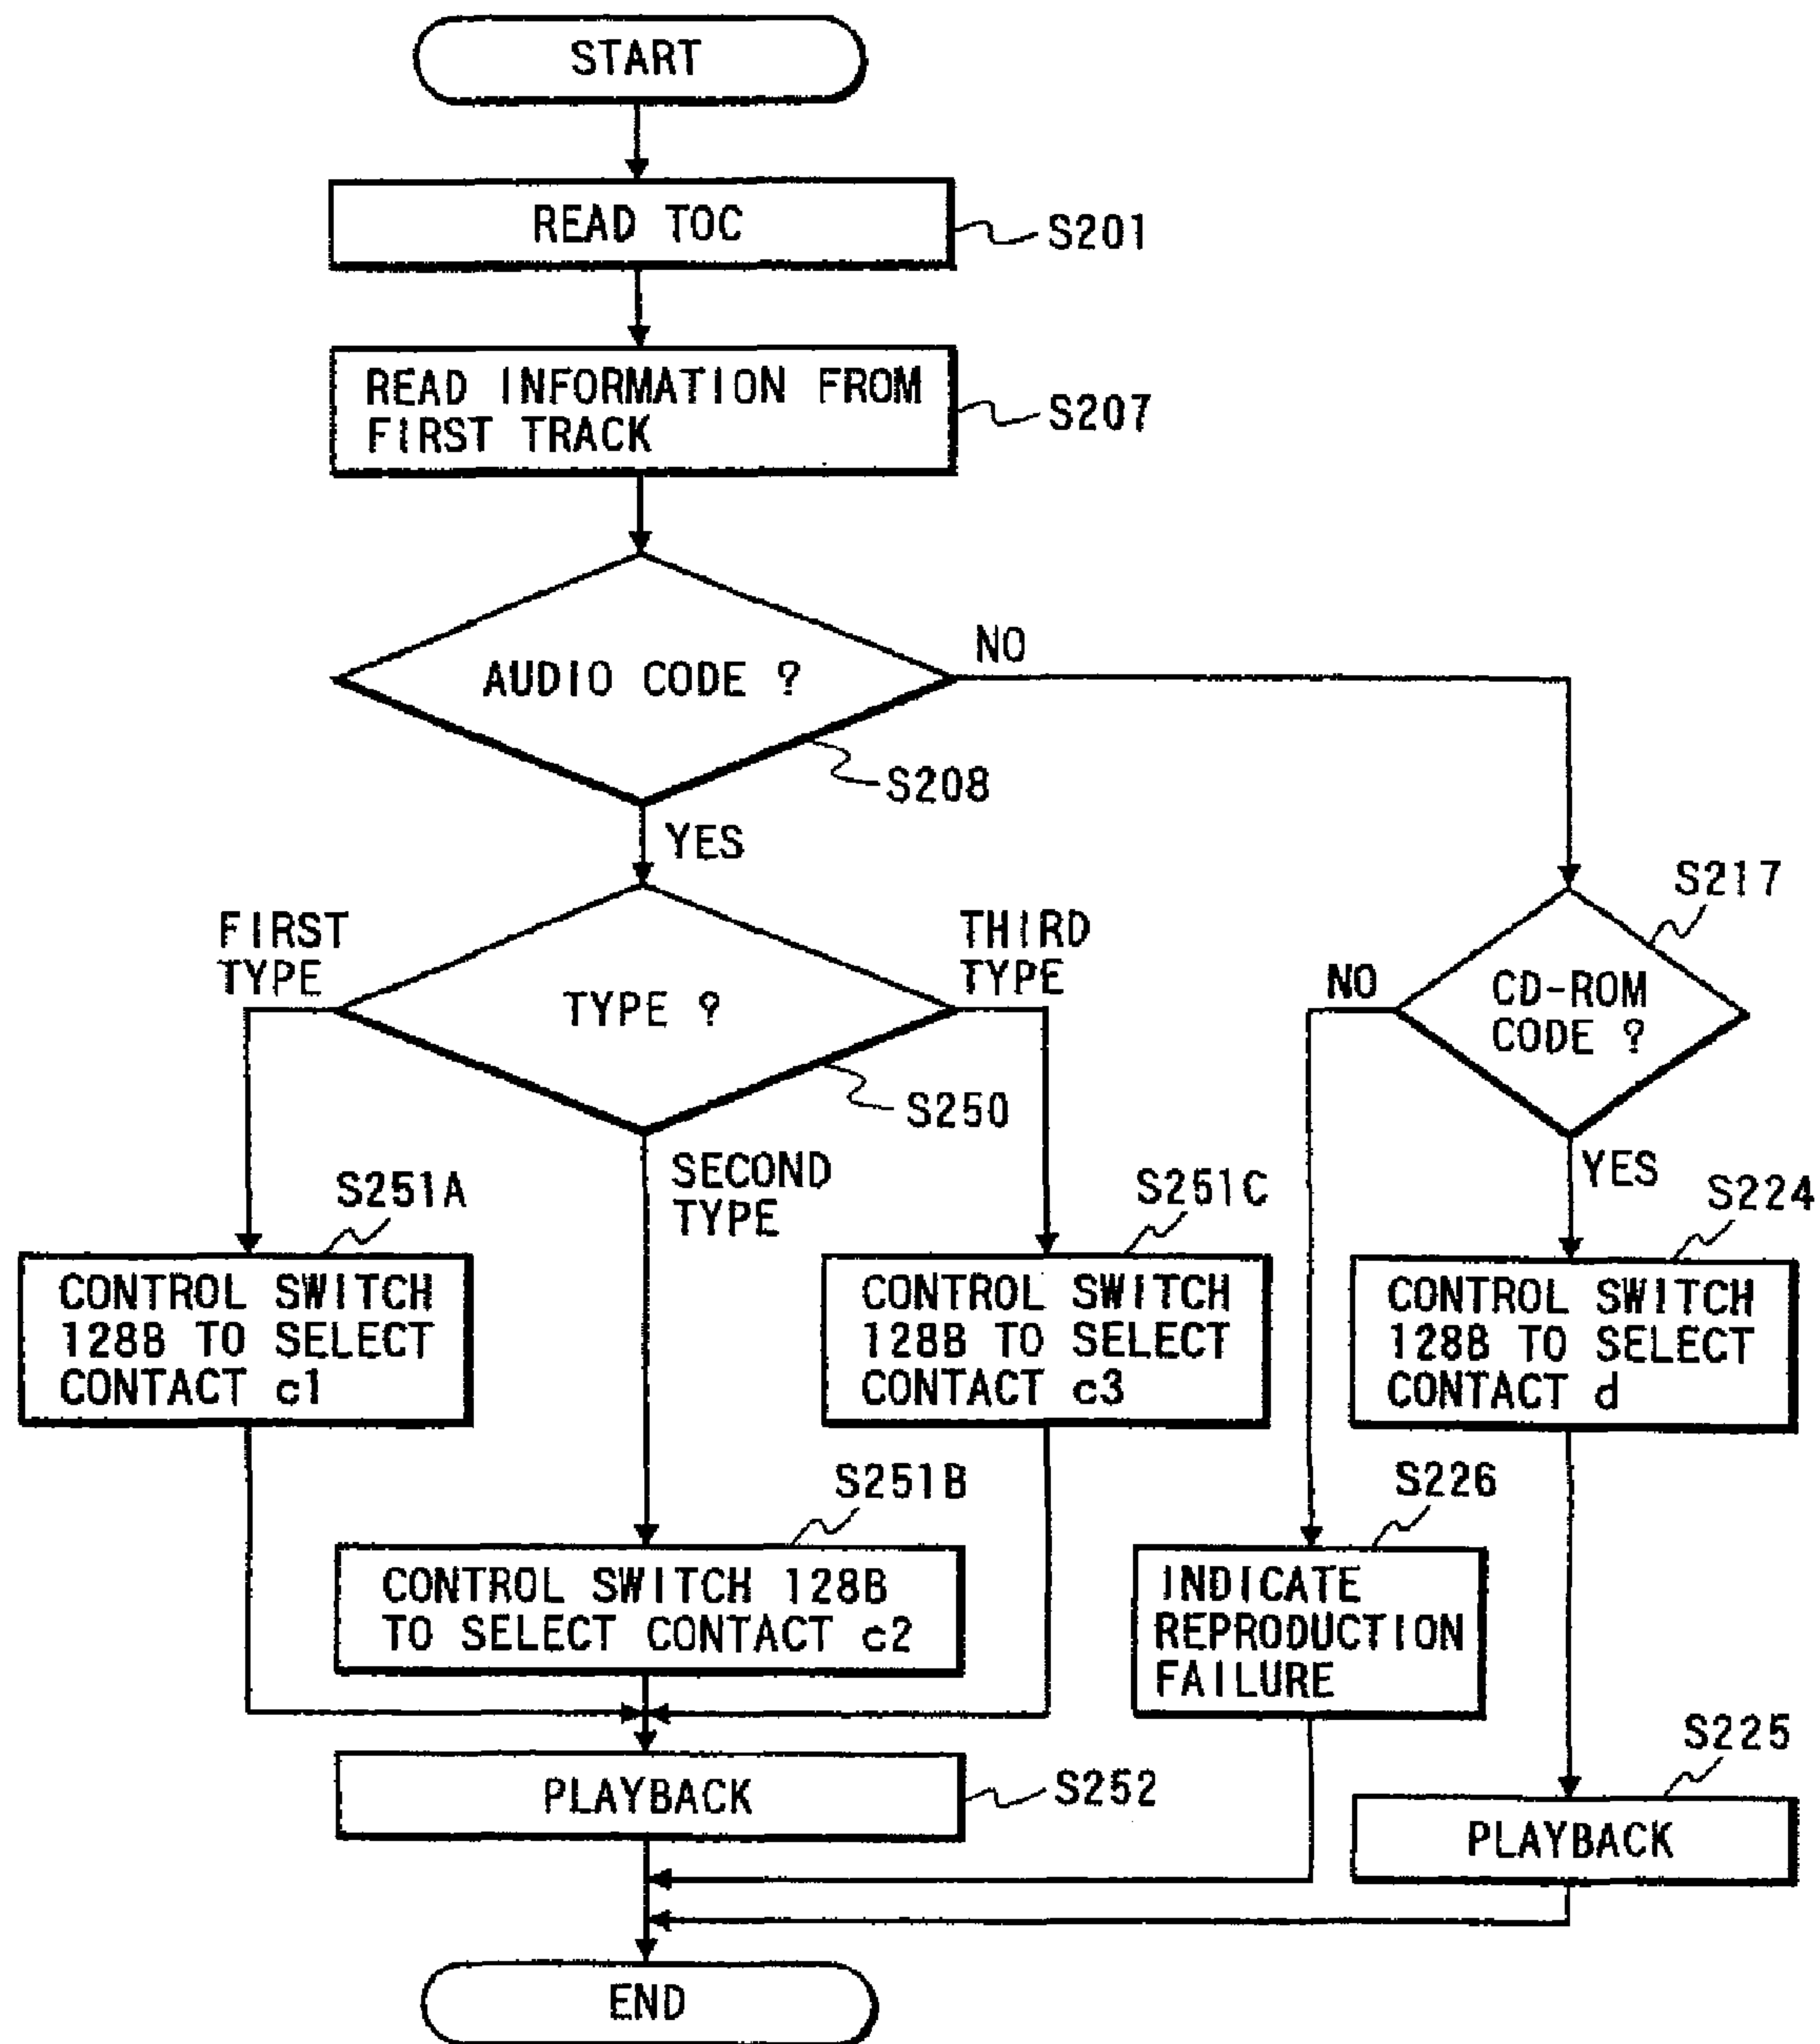 START
READ TOC
S201
READ INFORMATION FROM
FIRST TRACK
S207
AUDIO CODE ?
NO
S208
YES
S217
FIRST
TYPE
THIRD
TYPE
TYPE ?
NO
CD-ROM
CODE ?
S250
SECOND
TYPE
YES
S251A
S251C
S224
CONTROL SWITCH
128B TO SELECT
CONTACT c1
CONTROL SWITCH
128B TO SELECT
CONTACT c3
CONTROL SWITCH
128B TO SELECT
CONTACT d
S251B
S226
CONTROL SWITCH 128B
TO SELECT CONTACT c2
INDICATE
REPRODUCTION
FAILURE
PLAYBACK
S252
S225
PLAYBACK
END